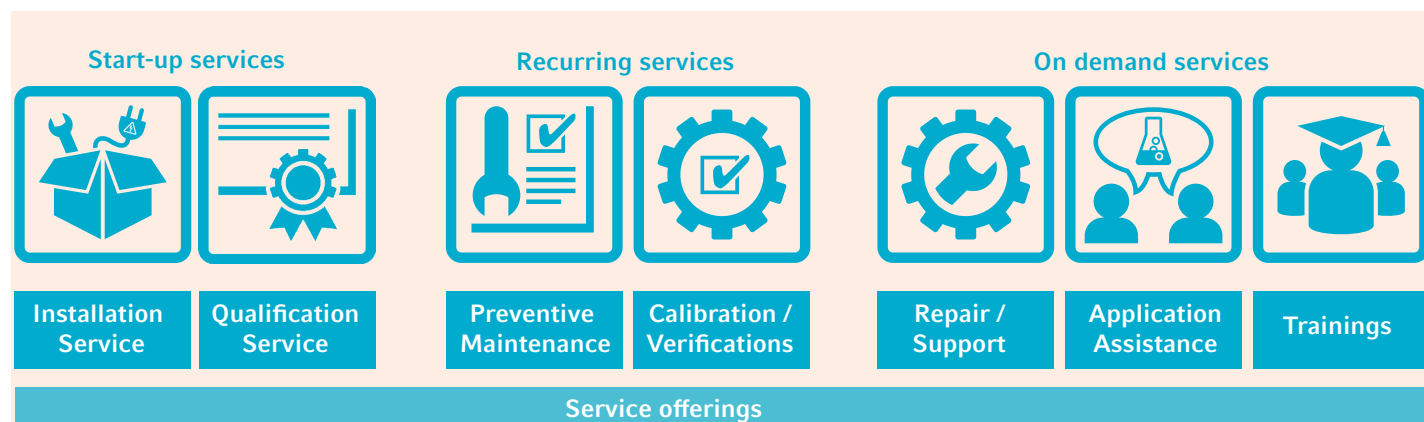 Start-up services
Recurring services
On demand services
Installation
Service
Qualification
Service
Preventive
Maintenance
Calibration /
Verifications
Repair /
Support
Application
Assistance
Trainings
Service offerings